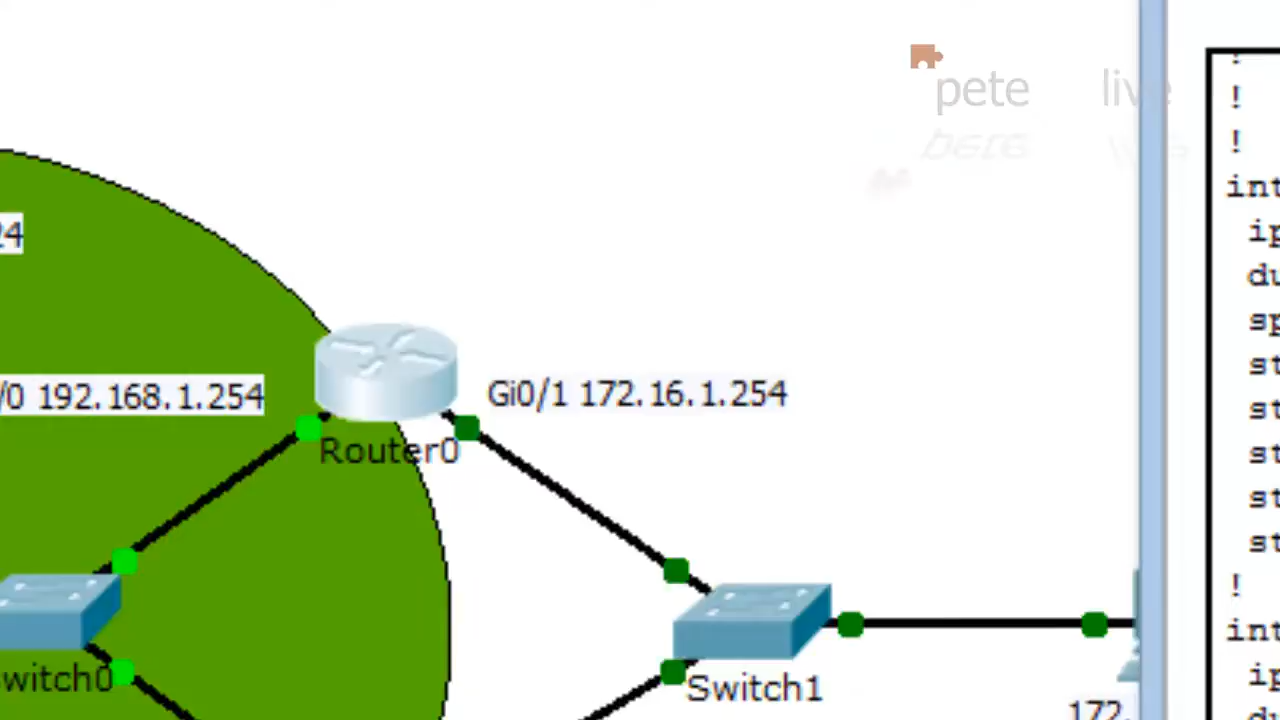 pete live
24
/0 192.168.1.254
Gi0/1 172.16.1.254
Router0
witch0
Switch1
172.
!
!
!
int
ip
du
sp
st
st
st
st
st
!
int
ip
du